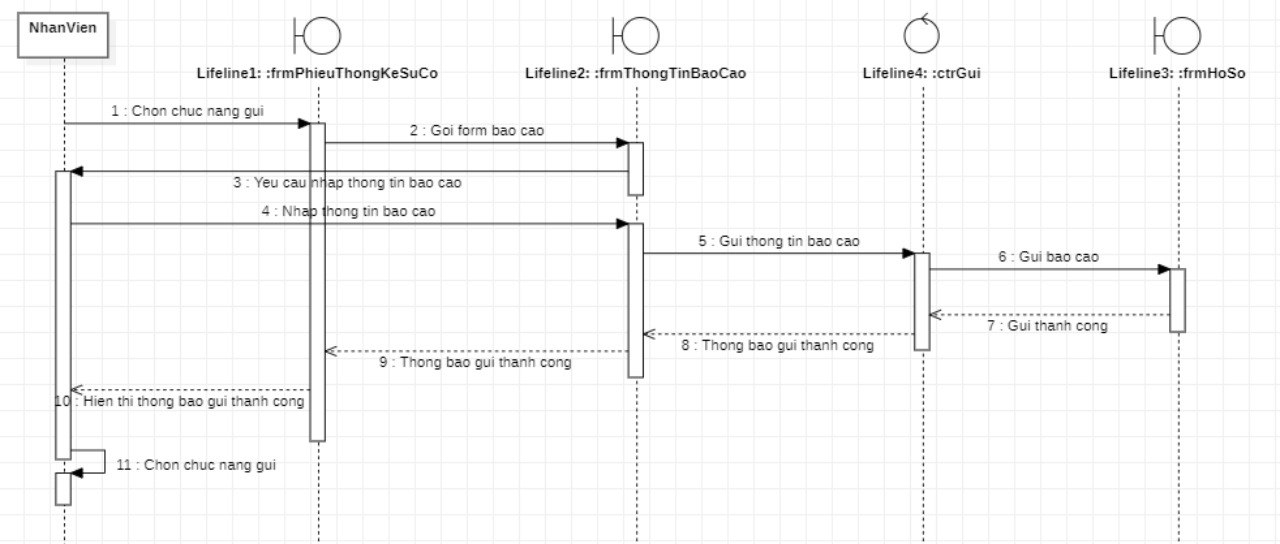 NhanVien
Lifeline1: :frmPhieuThongKeSuCo
Lifeline2: :frmThongTinBaoCao
Lifeline4: :ctrGui
Lifeline3: :frmHoSo
1 : Chon chuc nang gui
2 : Goi form bao cao
3 : Yeu cau nhap thong tin bao cao
4 : Nhap thong tin bao cao
5 : Gui thong tin bao cao
6 : Gui bao cao
7 : Gui thanh cong
8 : Thong bao gui thanh cong
9 : Thong bao gui thanh cong
10 : Hien thi thong bao gui thanh cong
11 : Chon chuc nang gui